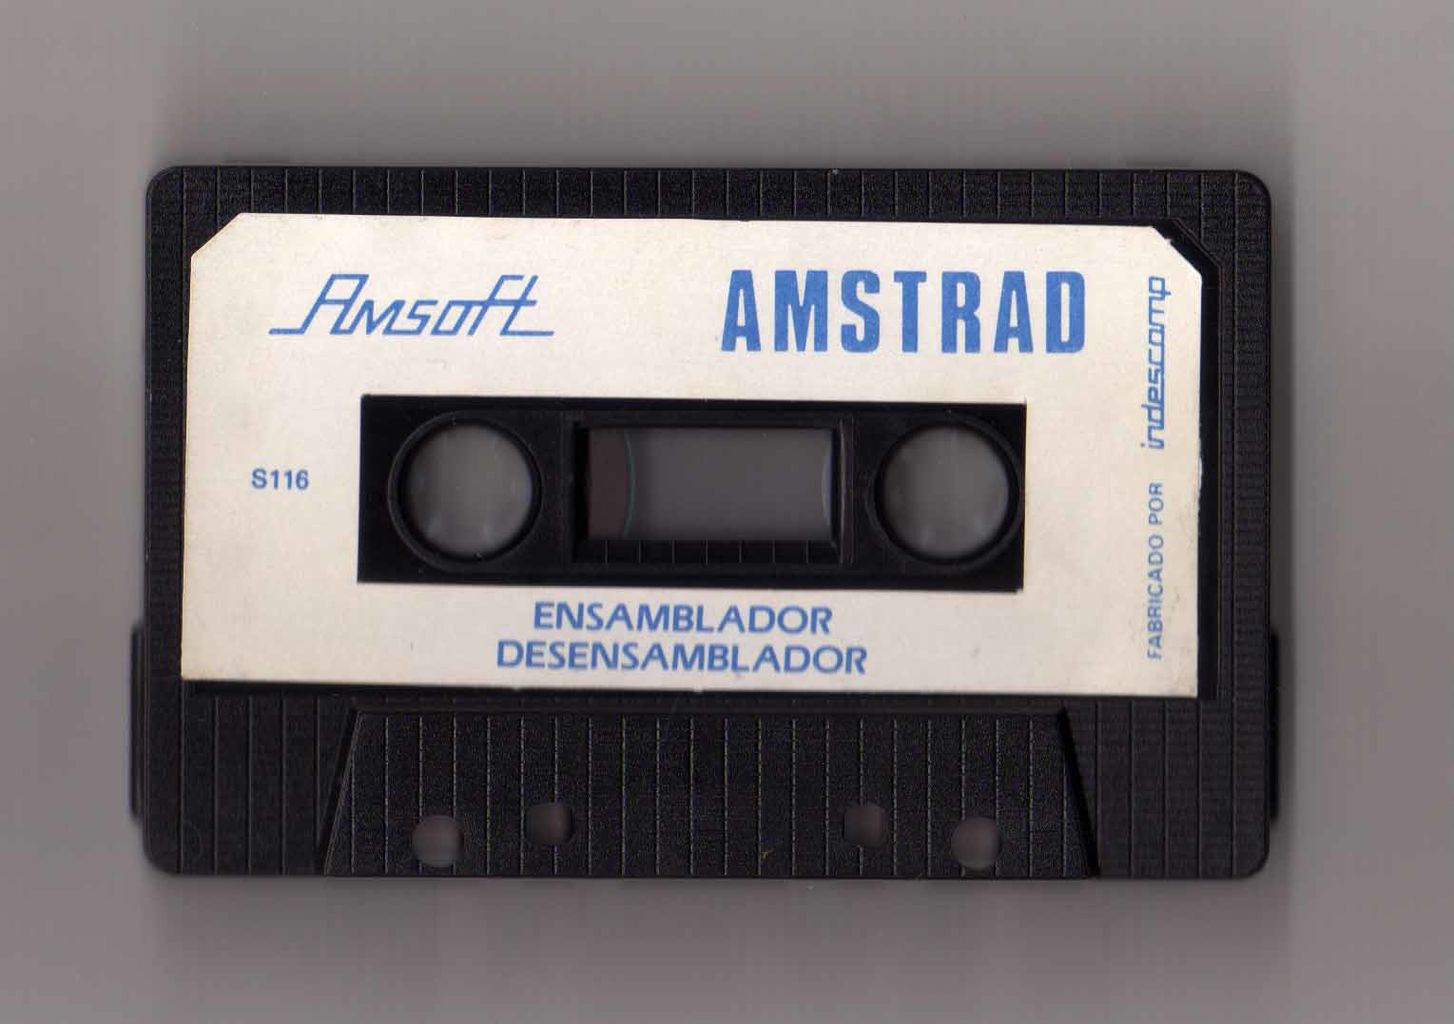 Amsoft
AMSTRAD
S116
ENSAMBLADOR
DESENSAMBLADOR
FABRICADO POR indescomp